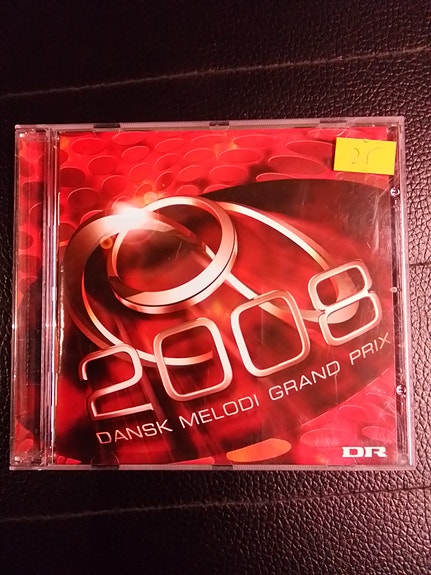 2008
DANSK MELODI GRAND PRIX
DR